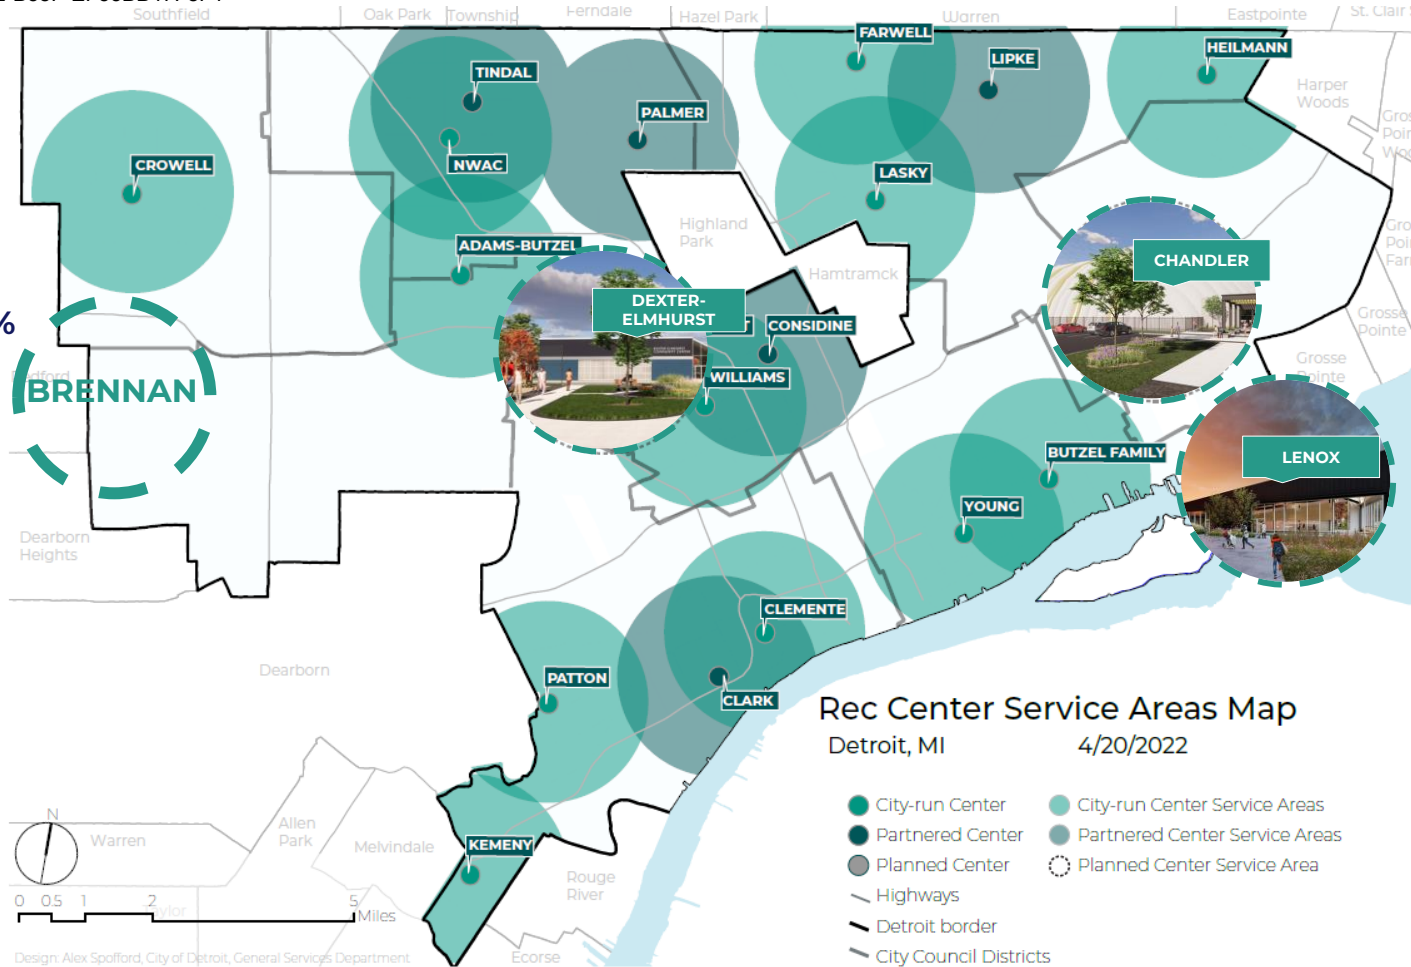 Southfield
Oak Park
Township
Ferndale
Hazel Park
Warren
Eastpointe
St. Clair
FARWELL
HEILMANN
TINDAL
LIPKE
Harper
Woods
PALMER
CROWELL
NWAC
LASKY
Highland
Park
ADAMS-BUTZEL
CHANDLER
Hamtramck
DEXTER-
ELMHURST
CONSIDINE
%
Grosse
Pointe
Grosse
Pointe
BRENNAN
WILLIAMS
BUTZEL FAMILY
LENOX
YOUNG
Dearborn
Heights
CLEMENTE
Dearborn
PATTON
CLARK
Rec Center Service Areas Map
Detroit, MI 4/20/2022
City-run Center
City-run Center Service Areas
Partnered Center
Partnered Center Service Areas
Planned Center
Planned Center Service Area
Highways
Detroit border
City Council Districts
N
Warren
Allen
Park
Melvindale
KEMENY
Rouge
River
0 0.5 1 2 5
Miles
Taylor
Ecorse
Design: Alex Spofford, City of Detroit, General Services Department